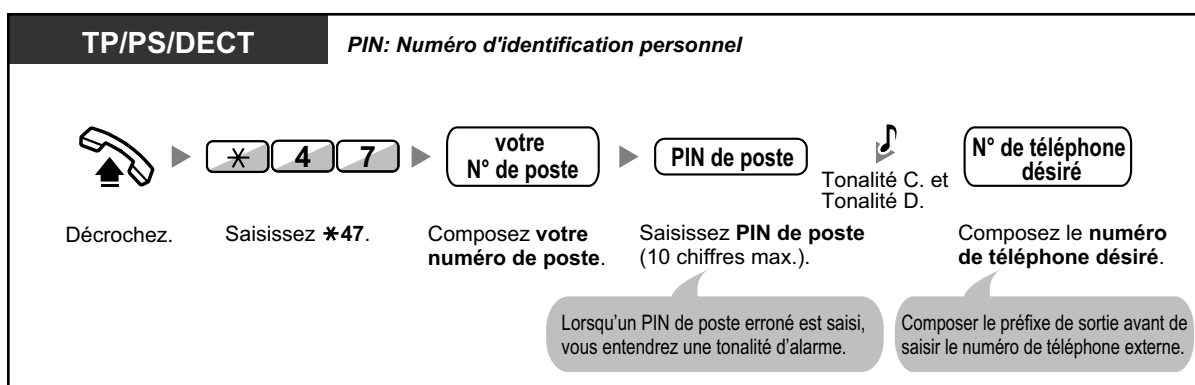 TP/PS/DECT
PIN: Numéro d'identification personnel
4 7
votre
N° de poste
PIN de poste
Tonalité C. et
Tonalité D.
N° de téléphone
désiré
Décrochez.
Saisissez *47.
Composez votre
numéro de poste.
Saisissez PIN de poste
(10 chiffres max.).
Composez le numéro
de téléphone désiré.
Lorsqu'un PIN de poste erroné est saisi,
vous entendrez une tonalité d'alarme.
Composer le préfixe de sortie avant de
saisir le numéro de téléphone externe.